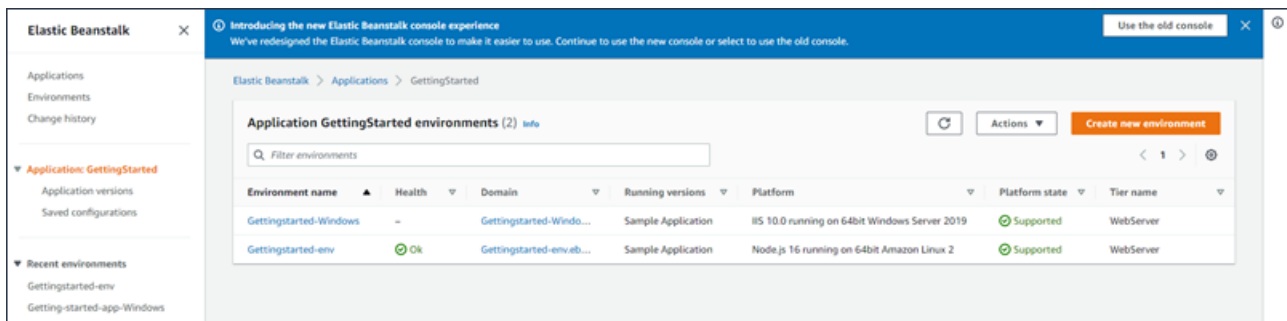 Elastic Beanstalk
Applications
Environments
Change history
Application: GettingStarted
Application versions
Saved configurations
Recent environments
Gettingstarted-env
Getting-started-app-Windows
Introducing the new Elastic Beanstalk console experience
We've redesigned the Elastic Beanstalk console to make it easier to use. Continue to use the new console or select to use the old console.
Use the old console
Elastic Beanstalk > Applications > GettingStarted
Application GettingStarted environments (2) Info
Actions
Create new environment
Filter environments
< 1 >
Environment name Health Domain Running versions Platform Platform state Tier name
Gettingstarted-Windows – Gettingstarted-Windo... Sample Application IIS 10.0 running on 64bit Windows Server 2019 Supported WebServer
Gettingstarted-env Ok Gettingstarted-env.eb... Sample Application Node.js 16 running on 64bit Amazon Linux 2 Supported WebServer